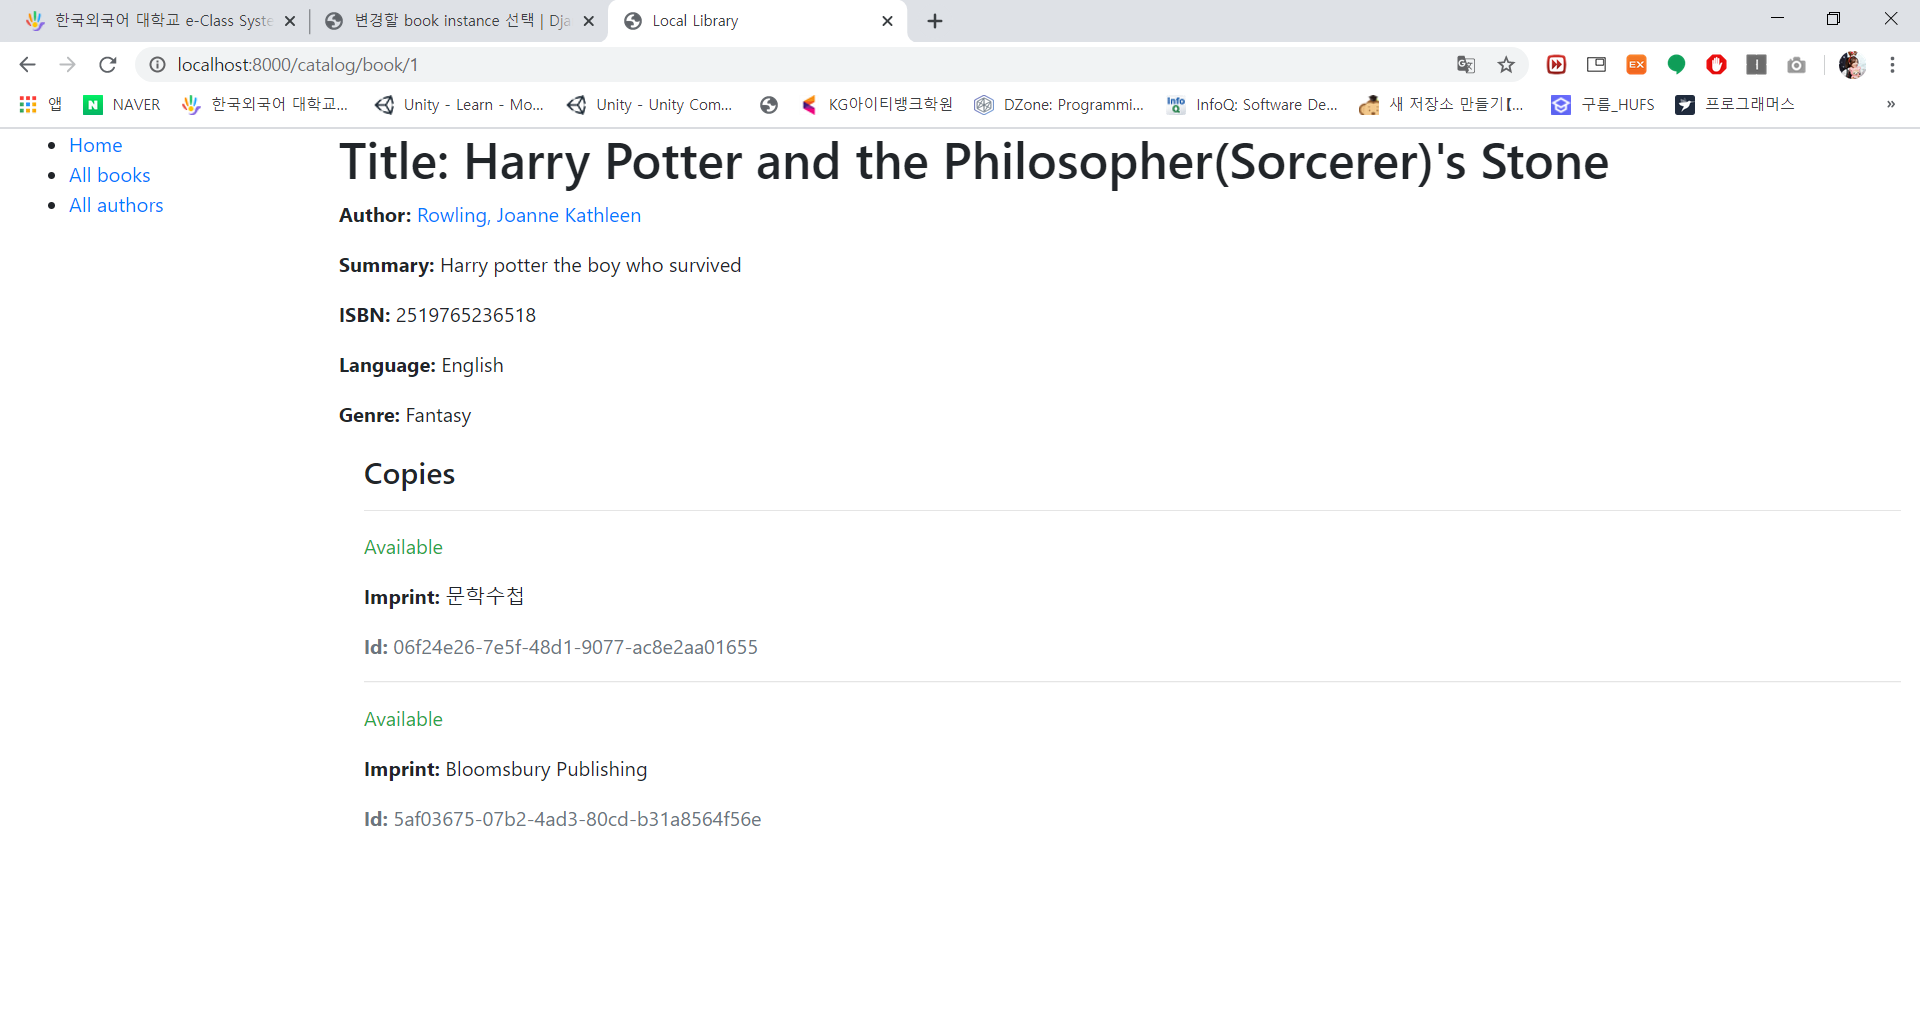 한국외국어 대학교 e-Class Syste
변경할 book instance 선택 | Dja
Local Library
localhost:8000/catalog/book/1
앱
NAVER
한국외국어 대학교...
Unity - Learn - Mo...
Unity - Unity Com...
KG아이티뱅크학원
DZone: Programmi...
InfoQ: Software De...
새 저장소 만들기【...
구름_HUFS
프로그래머스
»
Home
All books
All authors
Title: Harry Potter and the Philosopher(Sorcerer)'s Stone
Author: Rowling, Joanne Kathleen
Summary: Harry potter the boy who survived
ISBN: 2519765236518
Language: English
Genre: Fantasy
Copies
Available
Imprint: 문학수첩
Id: 06f24e26-7e5f-48d1-9077-ac8e2aa01655
Available
Imprint: Bloomsbury Publishing
Id: 5af03675-07b2-4ad3-80cd-b31a8564f56e